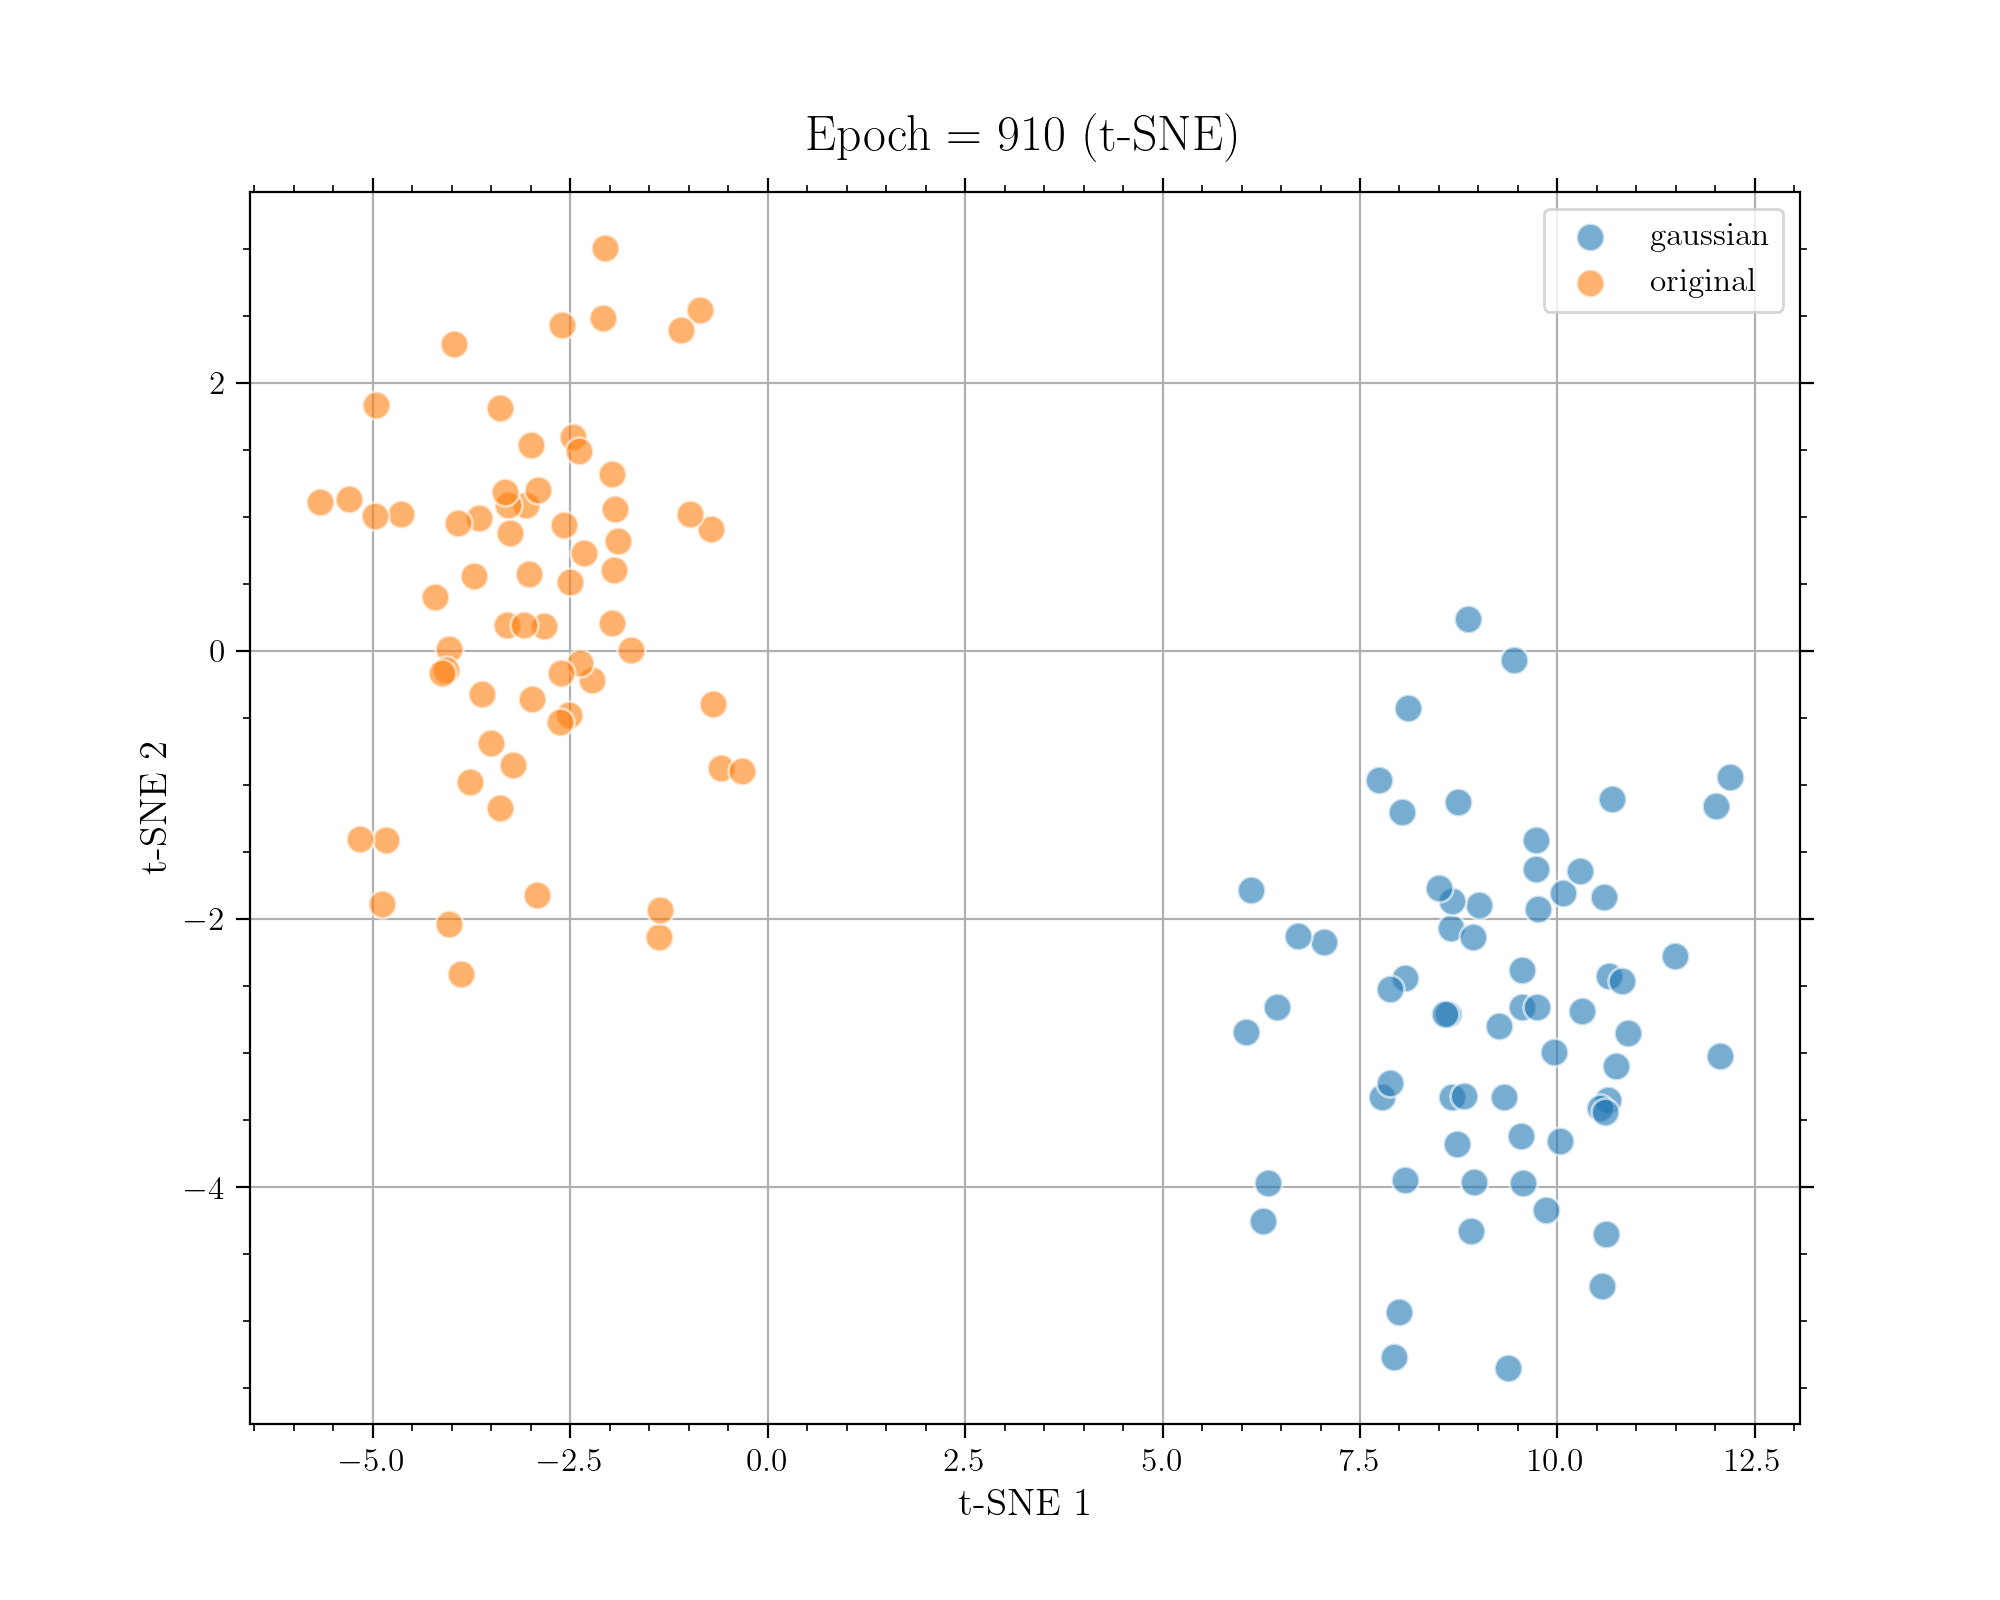 Epoch = 910 (t-SNE)
gaussian
original
2
0
−2
−4
t-SNE 2
−5.0 −2.5 0.0 2.5 5.0 7.5 10.0 12.5
t-SNE 1